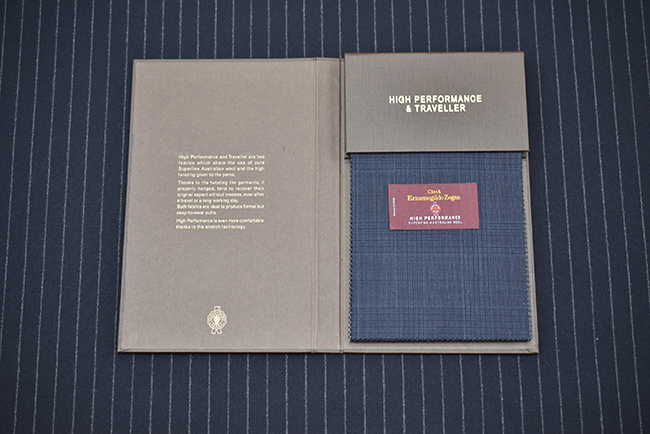 High Performance and Traveller are two
fabrics which share the use of pure
Superfine Australian wool and the high
twisting given to the yarns.
Thanks to the twisting the garments, if
properly hanged, tend to recover their
original aspect without creases, even after
a travel or a long working day.
Both fabrics are ideal to produce formal but
easy-to-wear suits.
High Performance is even more comfortable
thanks to the stretch technology.
HIGH PERFORMANCE
& TRAVELLER
Cloth
Ermenegildo Zegna
HIGH PERFORMANCE
SUPERFINE AUSTRALIAN WOOL